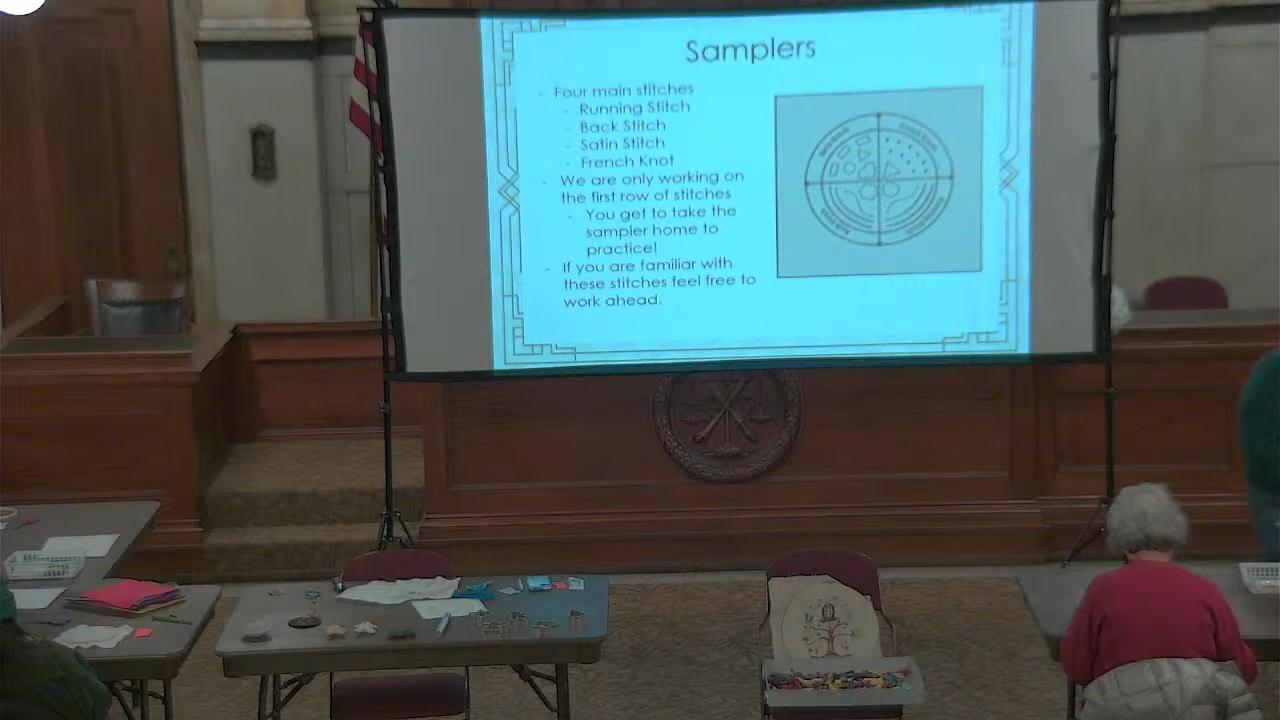 Samplers
- Four main stitches
- Running Stitch
- Back Stitch
- Satin Stitch
- French Knot
- We are only working on
the first row of stitches
- You get to take the
sampler home to
practice!
- If you are familiar with
these stitches feel free to
work ahead.